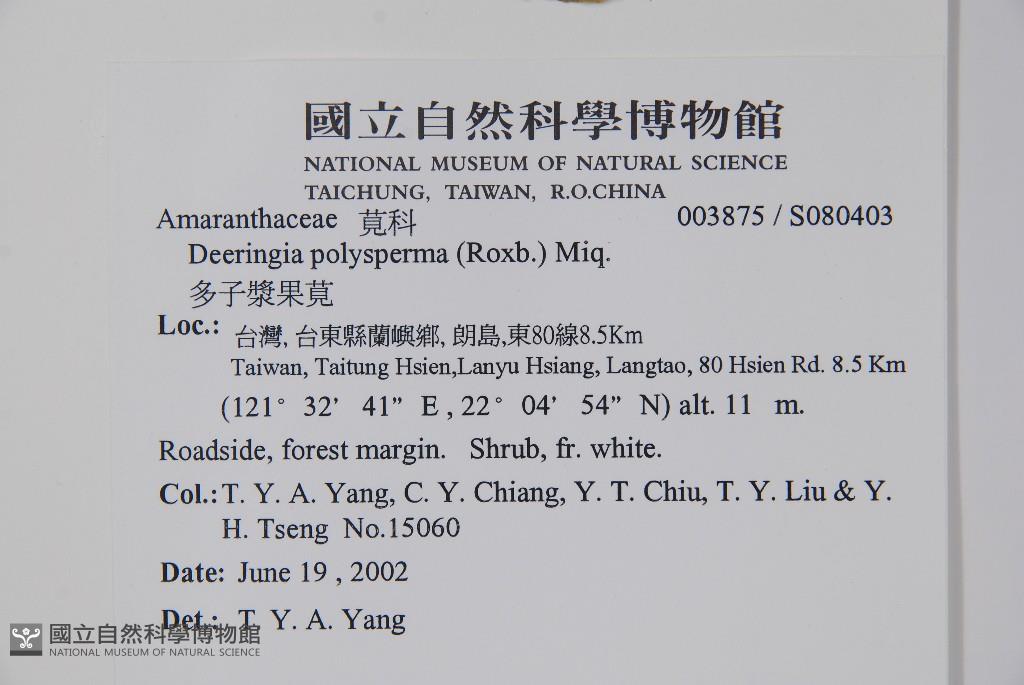 國立自然科學博物館
NATIONAL MUSEUM OF NATURAL SCIENCE
TAICHUNG, TAIWAN, R.O.CHINA
Amaranthaceae 莧科 003875 / S080403
Deeringia polysperma (Roxb.) Miq.
多子漿果莧
Loc.: 台灣, 台東縣蘭嶼鄉, 朗島,東80線8.5Km
Taiwan, Taitung Hsien,Lanyu Hsiang, Langtao, 80 Hsien Rd. 8.5 Km
(121° 32’ 41” E , 22° 04’ 54” N) alt. 11 m.
Roadside, forest margin. Shrub, fr. white.
Col.: T. Y. A. Yang, C. Y. Chiang, Y. T. Chiu, T. Y. Liu & Y.
H. Tseng No.15060
Date: June 19 , 2002
Det.: T. Y. A. Yang
國立自然科學博物館
NATIONAL MUSEUM OF NATURAL SCIENCE